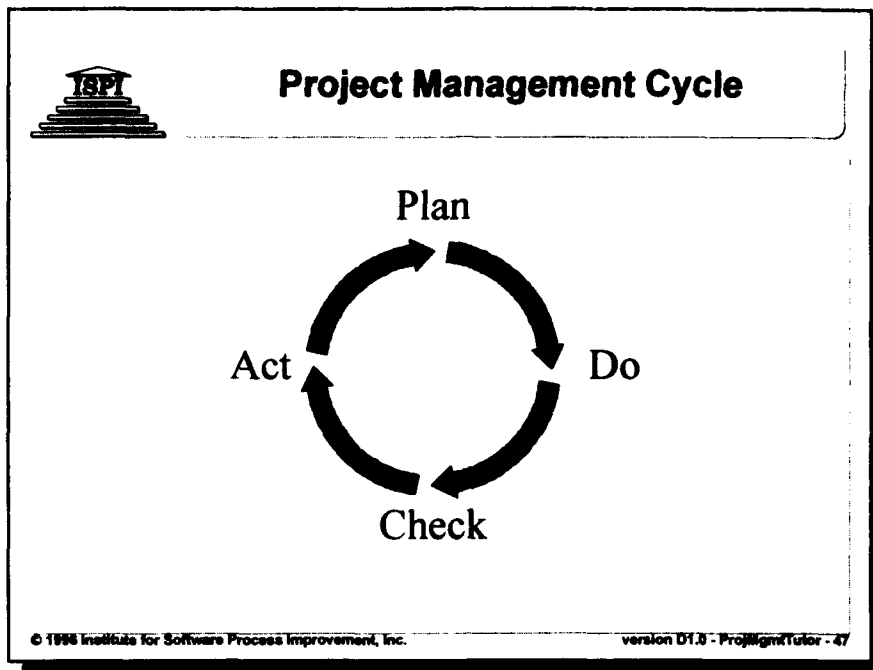 ISPI
Project Management Cycle
Plan
Act
Do
Check
© 1996 Institute for Software Process Improvement, Inc.
version D1.0 - ProjMgmtTutor - 47